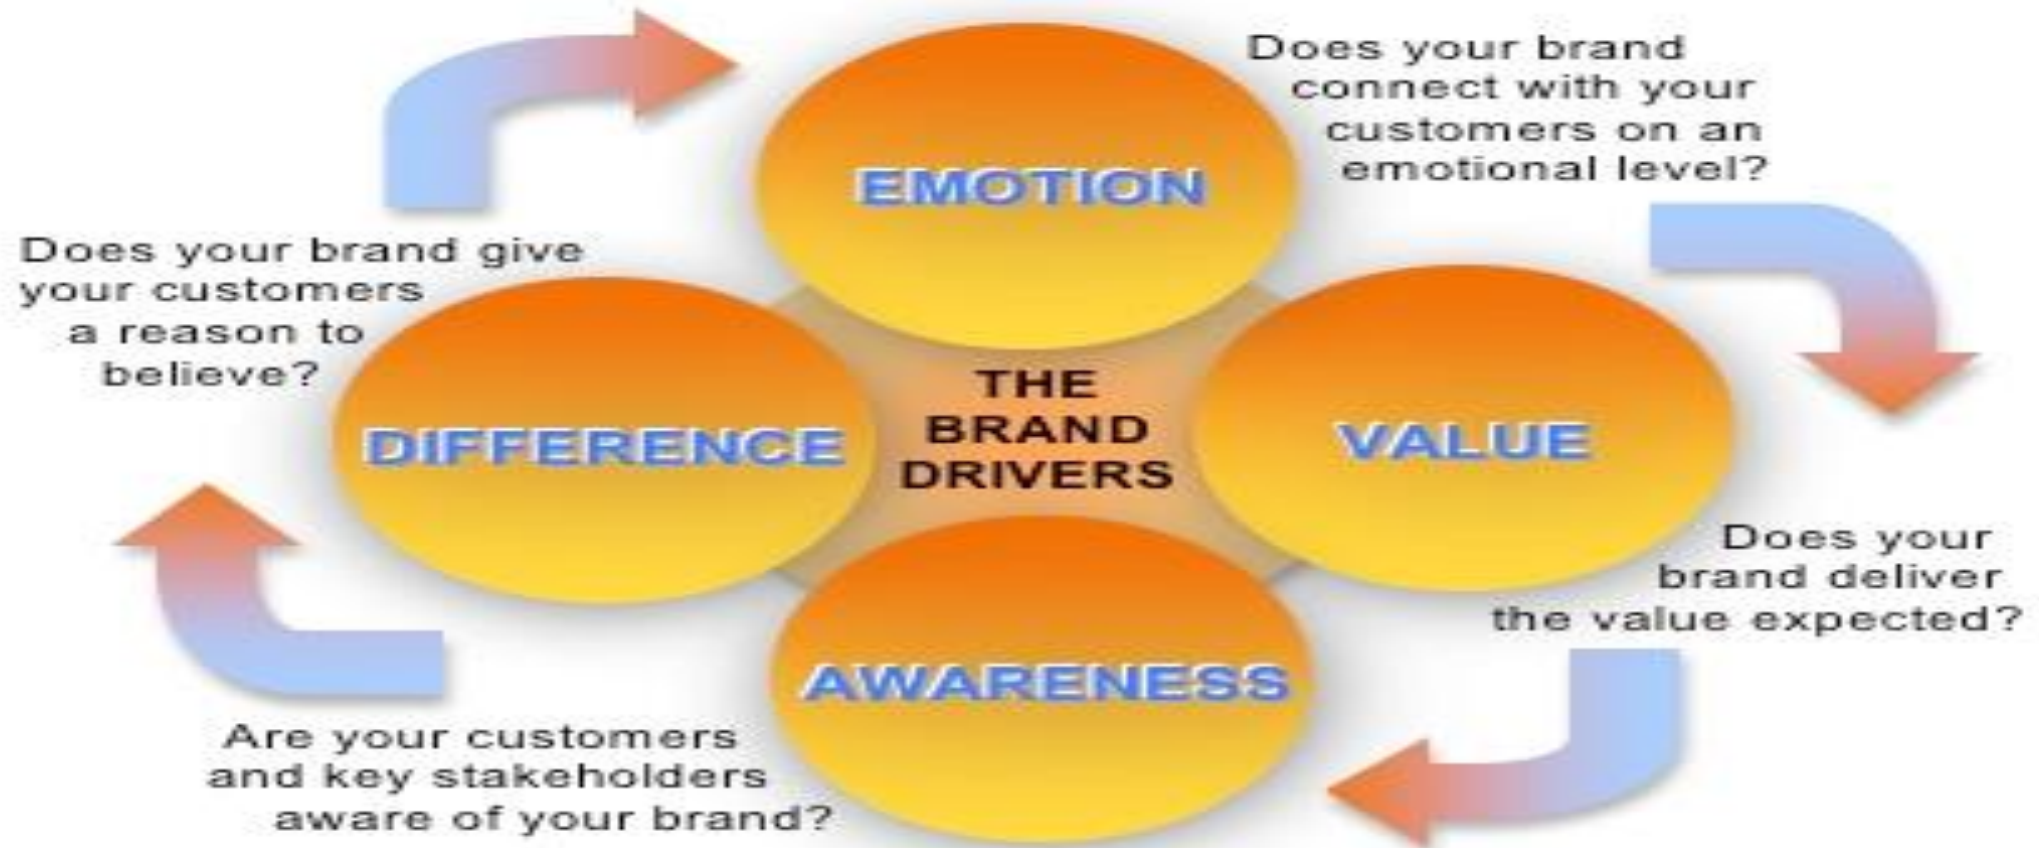 EMOTION
Does your brand
connect with your
customers on an
emotional level?
VALUE
Does your
brand deliver
the value expected?
AWARENESS
Are your customers
and key stakeholders
aware of your brand?
DIFFERENCE
Does your brand give
your customers
a reason to
believe?
THE
BRAND
DRIVERS